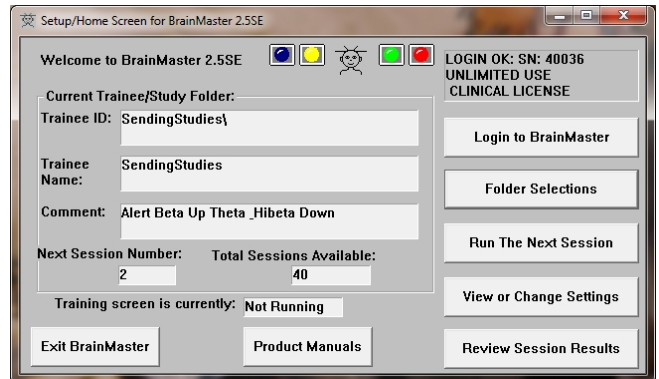 Setup/Home Screen for BrainMaster 2.5SE
Welcome to BrainMaster 2.5SE
LOGIN OK: SN: 40036
UNLIMITED USE
CLINICAL LICENSE
Current Trainee/Study Folder:
Trainee ID: SendingStudies\
Login to BrainMaster
Trainee Name: SendingStudies
Folder Selections
Comment: Alert Beta Up Theta _Hibeta Down
Run The Next Session
Next Session Number: Total Sessions Available:
2 40
View or Change Settings
Training screen is currently: Not Running
Exit BrainMaster
Product Manuals
Review Session Results